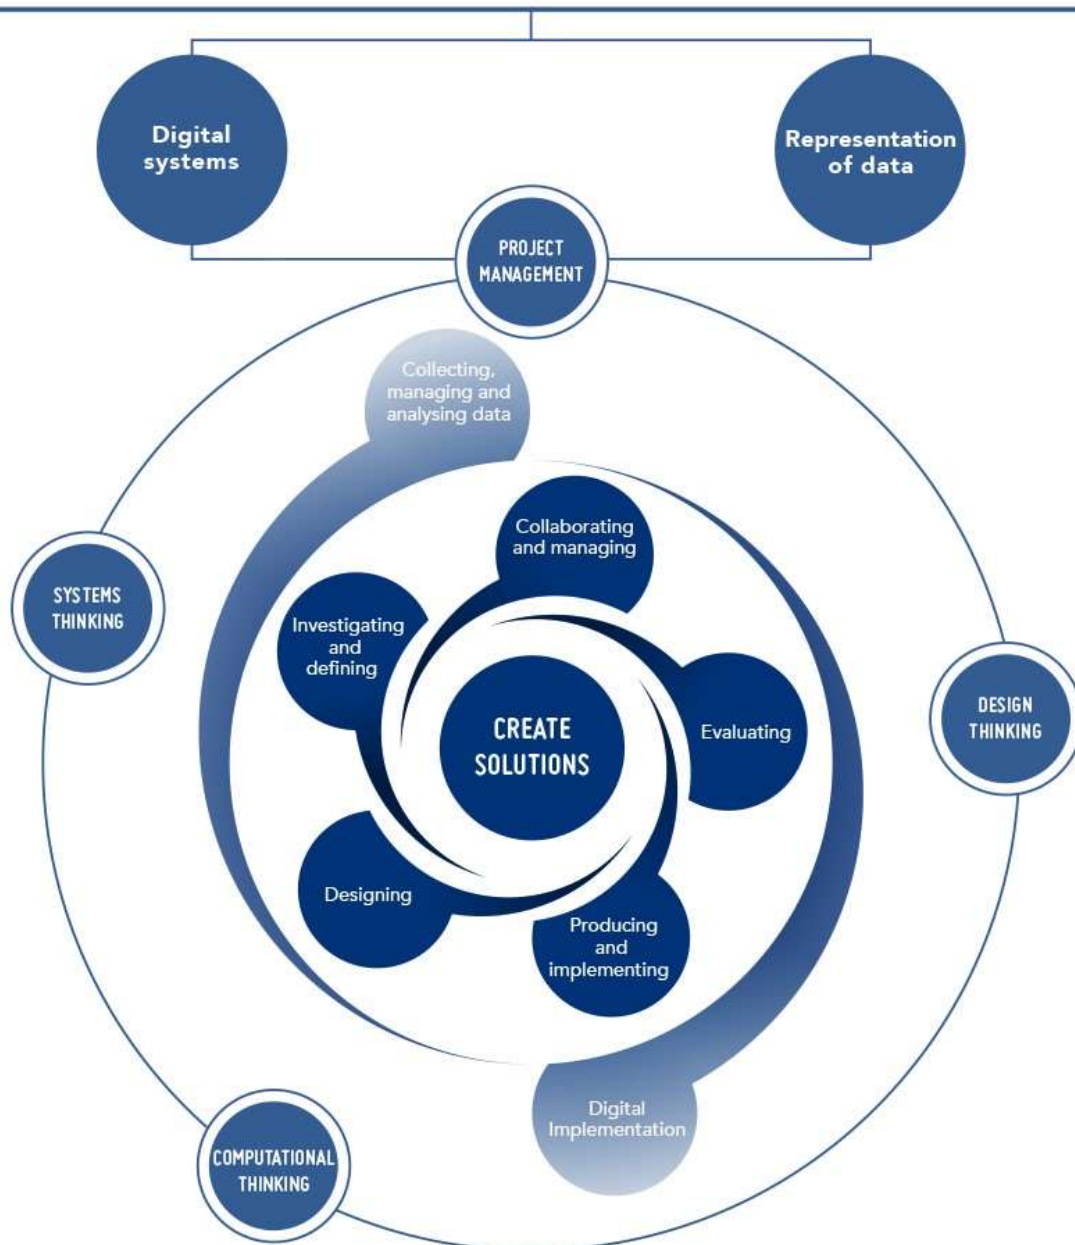 Digital
systems
Representation
of data
PROJECT
MANAGEMENT
Collecting,
managing and
analysing data
Collaborating
and managing
SYSTEMS
THINKING
Investigating
and
defining
CREATE
SOLUTIONS
Evaluating
DESIGN
THINKING
Designing
Producing
and
implementing
Digital
Implementation
COMPUTATIONAL
THINKING